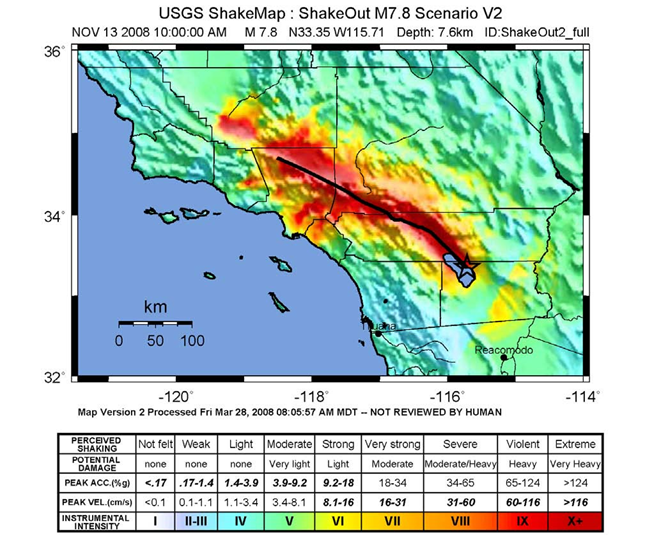 USGS ShakeMap : ShakeOut M7.8 Scenario V2
NOV 13 2008 10:00:00 AM M 7.8 N33.35 W115.71 Depth: 7.6km ID:ShakeOut2_full
36°
34°
km
0 50 100
Tijuana
Reacomodo
32°
-120° -118° -116° -114°
Map Version 2 Processed Fri Mar 28, 2008 08:05:57 AM MDT -- NOT REVIEWED BY HUMAN
PERCEIVED SHAKING Not felt Weak Light Moderate Strong Very strong Severe Violent Extreme
POTENTIAL DAMAGE none none none Very light Light Moderate Moderate/Heavy Heavy Very Heavy
PEAK ACC.(%g) <.17 .17-1.4 1.4-3.9 3.9-9.2 9.2-18 18-34 34-65 65-124 >124
PEAK VEL.(cm/s) <0.1 0.1-1.1 1.1-3.4 3.4-8.1 8.1-16 16-31 31-60 60-116 >116
INSTRUMENTAL INTENSITY I II-III IV V VI VII VIII IX X+